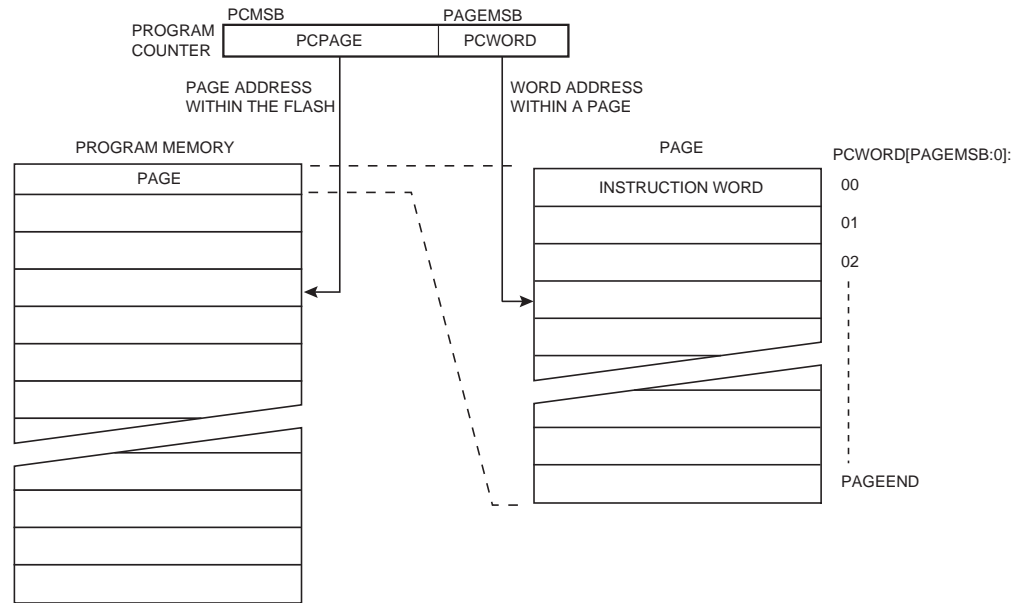 PCMSB PAGEMSB
PROGRAM
COUNTER
PCPAGE PCWORD
PAGE ADDRESS
WITHIN THE FLASH
WORD ADDRESS
WITHIN A PAGE
PROGRAM MEMORY
PAGE
PAGE
INSTRUCTION WORD
PCWORD[PAGEMSB:0]:
00
01
02
PAGEEND